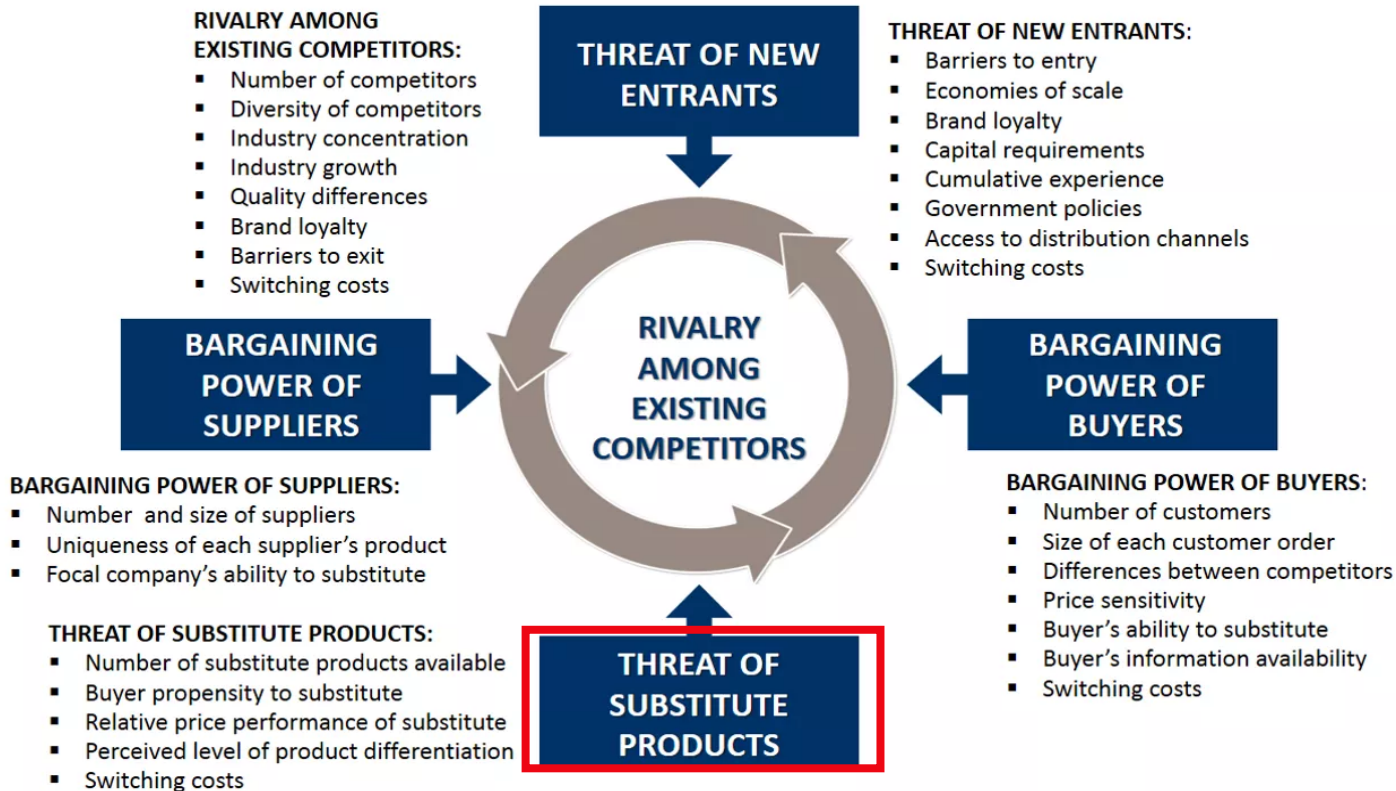 RIVALRY AMONG
EXISTING COMPETITORS:
▪ Number of competitors
▪ Diversity of competitors
▪ Industry concentration
▪ Industry growth
▪ Quality differences
▪ Brand loyalty
▪ Barriers to exit
▪ Switching costs
THREAT OF NEW
ENTRANTS
THREAT OF NEW ENTRANTS:
▪ Barriers to entry
▪ Economies of scale
▪ Brand loyalty
▪ Capital requirements
▪ Cumulative experience
▪ Government policies
▪ Access to distribution channels
▪ Switching costs
BARGAINING
POWER OF
SUPPLIERS
RIVALRY
AMONG
EXISTING
COMPETITORS
BARGAINING
POWER OF
BUYERS
BARGAINING POWER OF SUPPLIERS:
▪ Number and size of suppliers
▪ Uniqueness of each supplier's product
▪ Focal company's ability to substitute
BARGAINING POWER OF BUYERS:
▪ Number of customers
▪ Size of each customer order
▪ Differences between competitors
▪ Price sensitivity
▪ Buyer's ability to substitute
▪ Buyer's information availability
▪ Switching costs
THREAT OF SUBSTITUTE PRODUCTS:
▪ Number of substitute products available
▪ Buyer propensity to substitute
▪ Relative price performance of substitute
▪ Perceived level of product differentiation
▪ Switching costs
THREAT OF
SUBSTITUTE
PRODUCTS